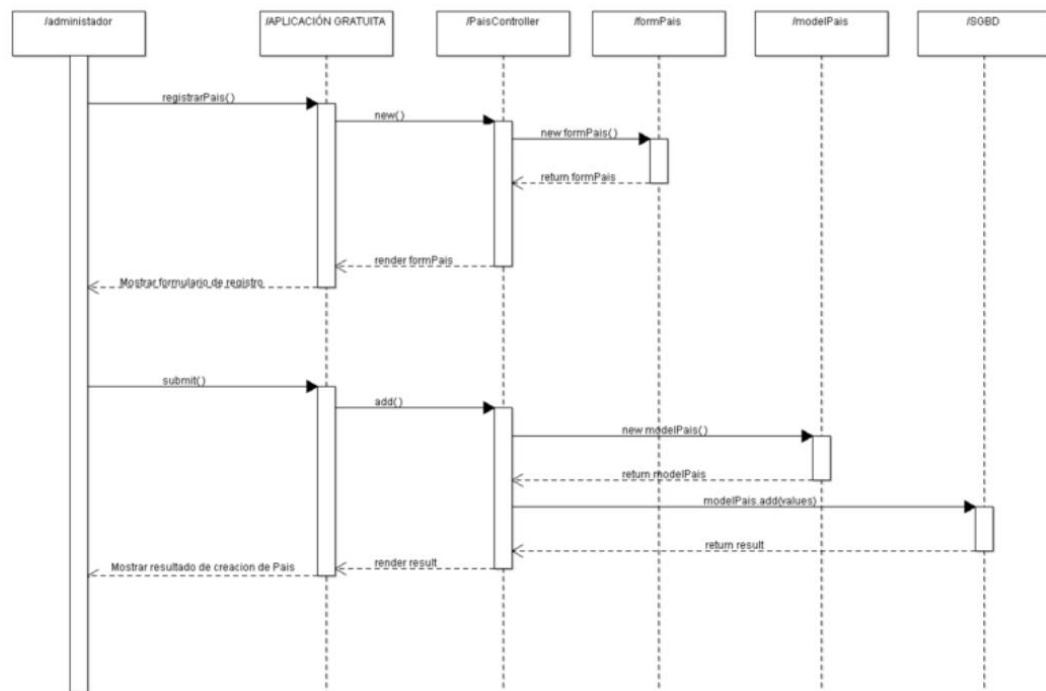 /administador
/APLICACIÓN GRATUITA
/PaisController
/formPais
/modelPais
/SGBD
registrarPais()
new()
new formPais()
return formPais
render formPais
Mostrar formulario de registro
submit()
add()
new modelPais()
return modelPais
modelPais.add(values)
return result
render result
Mostrar resultado de creacion de Pais